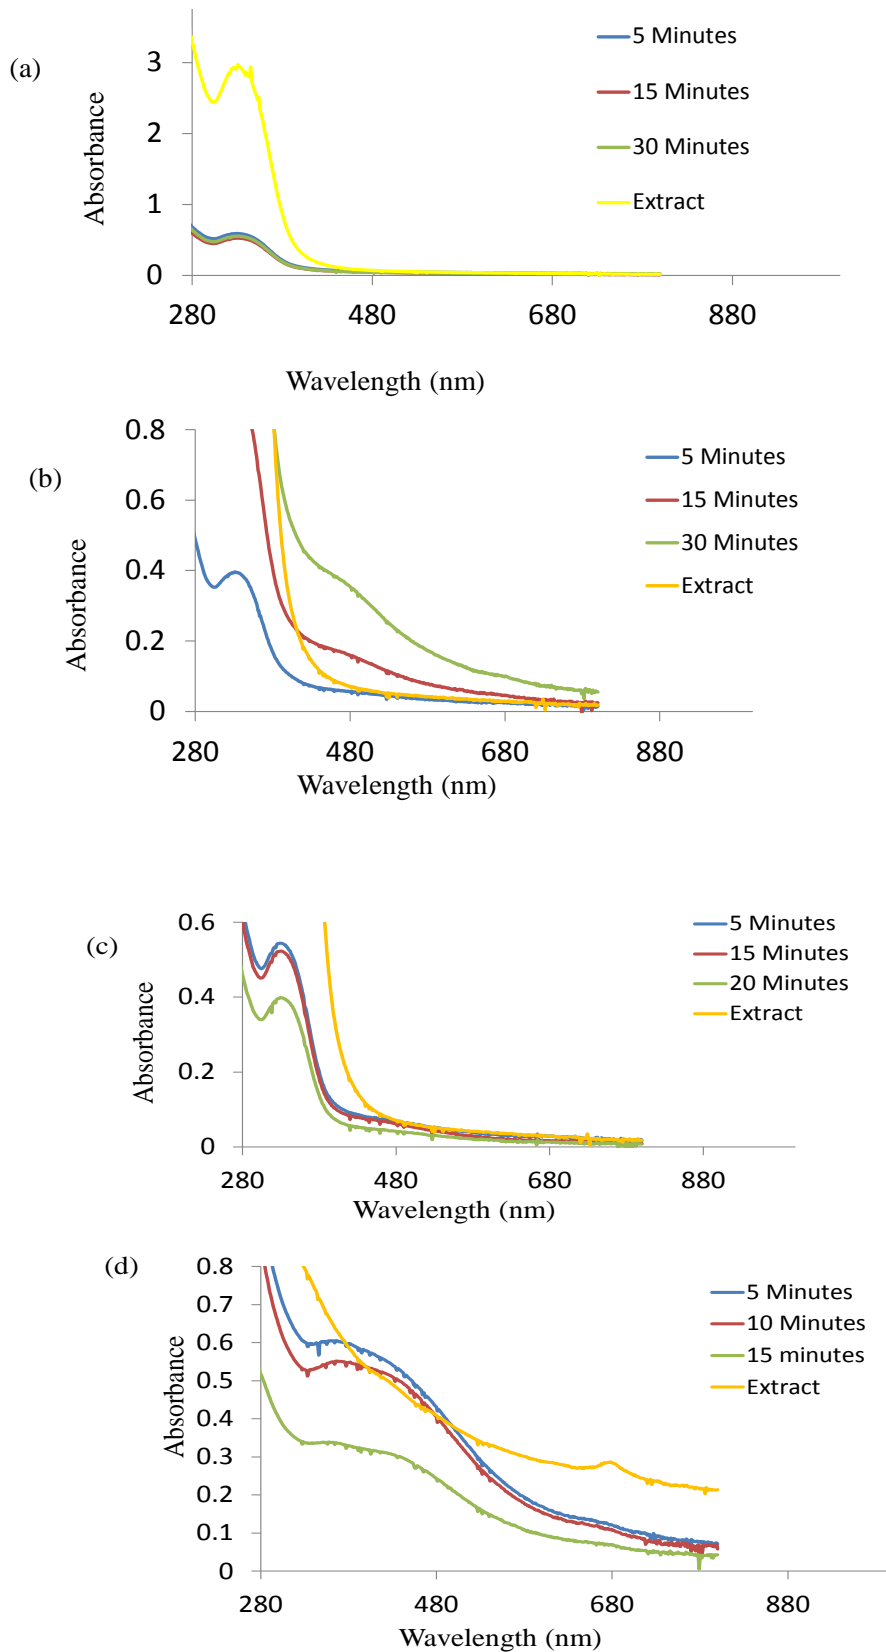 (a)
Absorbance
3
2
1
0
280
480
680
880
Wavelength (nm)
5 Minutes
15 Minutes
30 Minutes
Extract
(b)
Absorbance
0.8
0.6
0.4
0.2
0
280
480
680
880
Wavelength (nm)
5 Minutes
15 Minutes
30 Minutes
Extract
(c)
Absorbance
0.6
0.4
0.2
0
280
480
680
880
Wavelength (nm)
5 Minutes
15 Minutes
20 Minutes
Extract
(d)
Absorbance
0.8
0.7
0.6
0.5
0.4
0.3
0.2
0.1
0
280
480
680
880
Wavelength (nm)
5 Minutes
10 Minutes
15 minutes
Extract